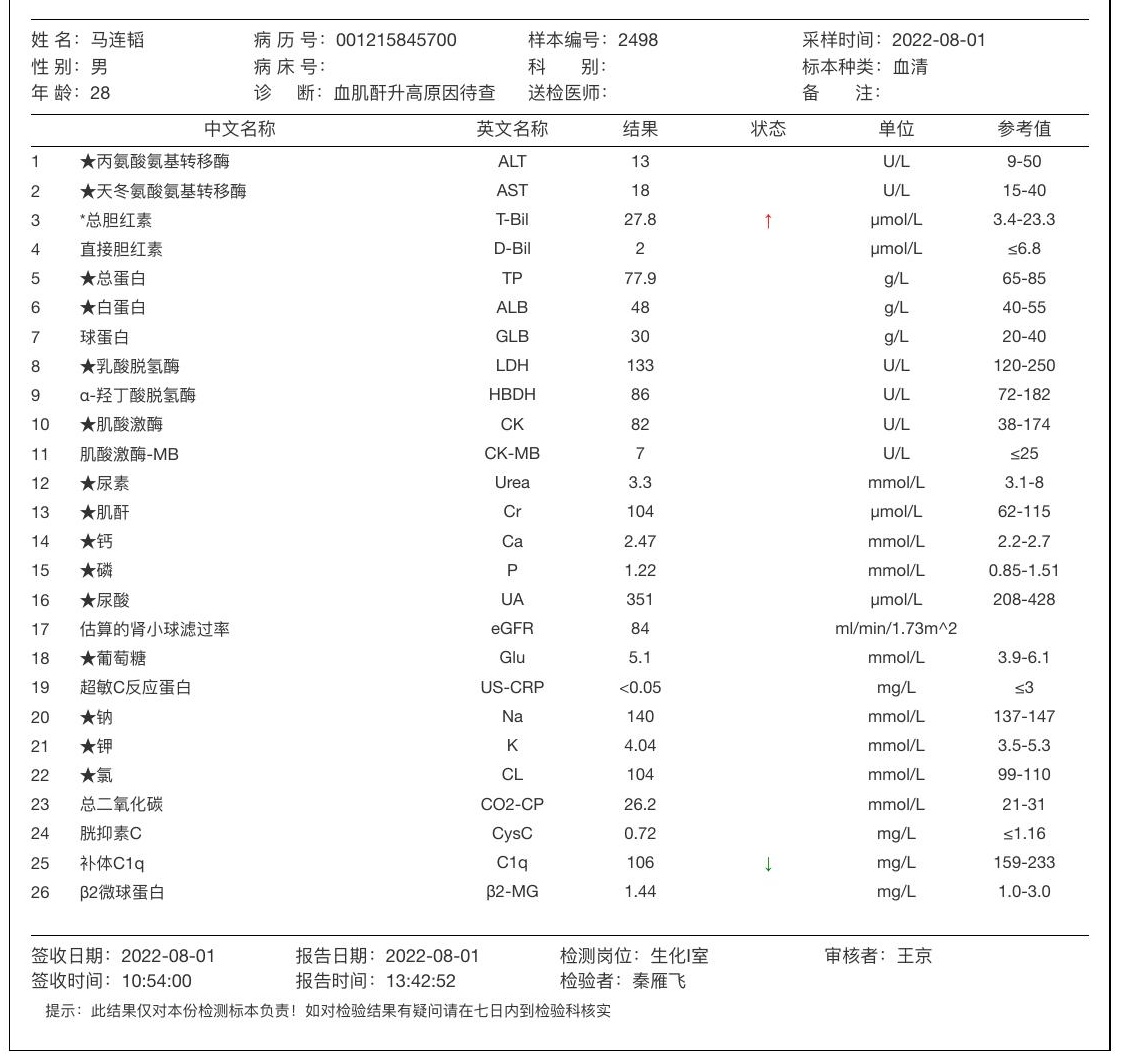 姓 名：马连韬 病 历 号：001215845700 样本编号：2498 采样时间：2022-08-01
性 别：男 病 床 号： 科 别： 标本种类：血清
年 龄：28 诊 断：血肌酐升高原因待查 送检医师： 备 注：
中文名称 英文名称 结果 状态 单位 参考值
1 ★丙氨酸氨基转移酶 ALT 13 U/L 9-50
2 ★天冬氨酸氨基转移酶 AST 18 U/L 15-40
3 *总胆红素 T-Bil 27.8 ↑ μmol/L 3.4-23.3
4 直接胆红素 D-Bil 2 μmol/L ≤6.8
5 ★总蛋白 TP 77.9 g/L 65-85
6 ★白蛋白 ALB 48 g/L 40-55
7 球蛋白 GLB 30 g/L 20-40
8 ★乳酸脱氢酶 LDH 133 U/L 120-250
9 α-羟丁酸脱氢酶 HBDH 86 U/L 72-182
10 ★肌酸激酶 CK 82 U/L 38-174
11 肌酸激酶-MB CK-MB 7 U/L ≤25
12 ★尿素 Urea 3.3 mmol/L 3.1-8
13 ★肌酐 Cr 104 μmol/L 62-115
14 ★钙 Ca 2.47 mmol/L 2.2-2.7
15 ★磷 P 1.22 mmol/L 0.85-1.51
16 ★尿酸 UA 351 μmol/L 208-428
17 估算的肾小球滤过率 eGFR 84 ml/min/1.73m^2
18 ★葡萄糖 Glu 5.1 mmol/L 3.9-6.1
19 超敏C反应蛋白 US-CRP <0.05 mg/L ≤3
20 ★钠 Na 140 mmol/L 137-147
21 ★钾 K 4.04 mmol/L 3.5-5.3
22 ★氯 CL 104 mmol/L 99-110
23 总二氧化碳 CO2-CP 26.2 mmol/L 21-31
24 胱抑素C CysC 0.72 mg/L ≤1.16
25 补体C1q C1q 106 ↓ mg/L 159-233
26 β2微球蛋白 β2-MG 1.44 mg/L 1.0-3.0
签收日期：2022-08-01 报告日期：2022-08-01 检测岗位：生化I室 审核者：王京
签收时间：10:54:00 报告时间：13:42:52 检验者：秦雁飞
提示：此结果仅对本份检测标本负责！如对检验结果有疑问请在七日内到检验科核实